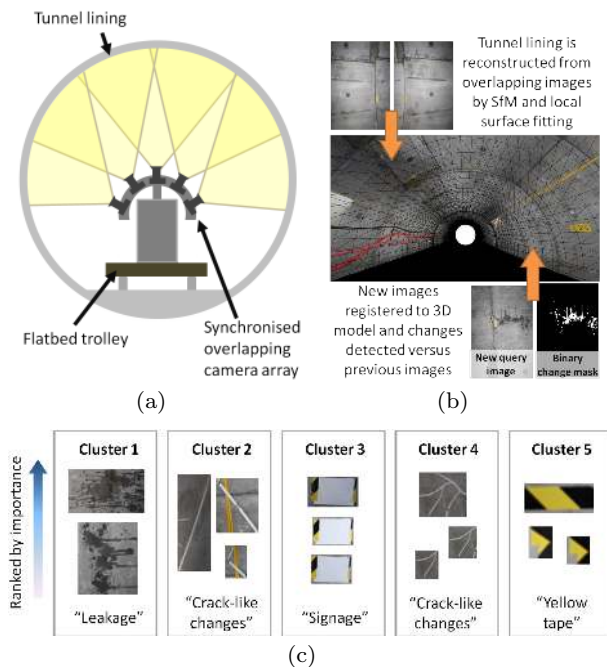 Tunnel lining
Flatbed trolley
Synchronised
overlapping
camera array
(a)
Tunnel lining is
reconstructed from
overlapping images
by SfM and local
surface fitting
New images
registered to 3D
model and changes
detected versus
previous images
New query
image
Binary
change mask
(b)
Ranked by importance
Cluster 1
"Leakage"
Cluster 2
"Crack-like
changes"
Cluster 3
"Signage"
Cluster 4
"Crack-like
changes"
Cluster 5
"Yellow
tape"
(c)